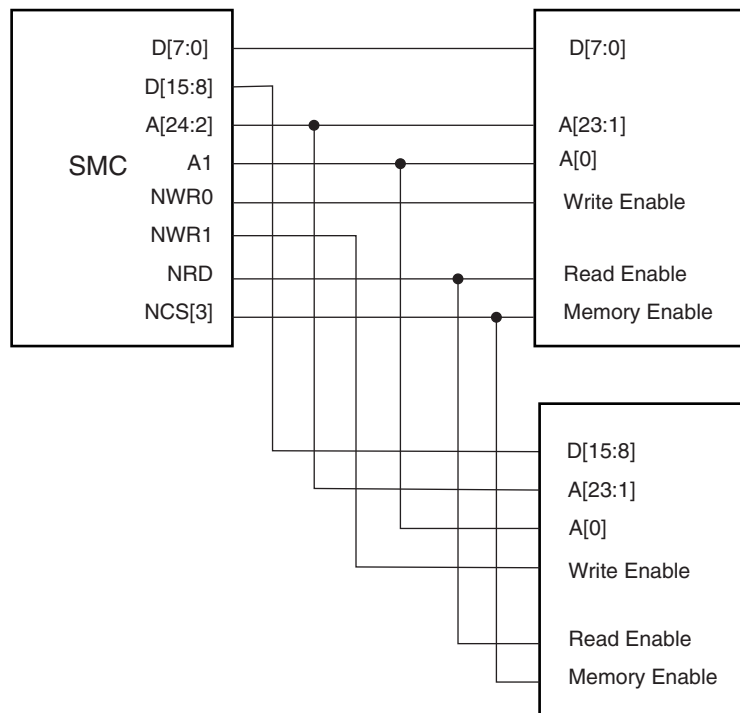 D[7:0] D[7:0]
D[15:8]
A[24:2] A[23:1]
SMC A1 A[0]
NWR0 Write Enable
NWR1
NRD Read Enable
NCS[3] Memory Enable
D[15:8]
A[23:1]
A[0]
Write Enable
Read Enable
Memory Enable